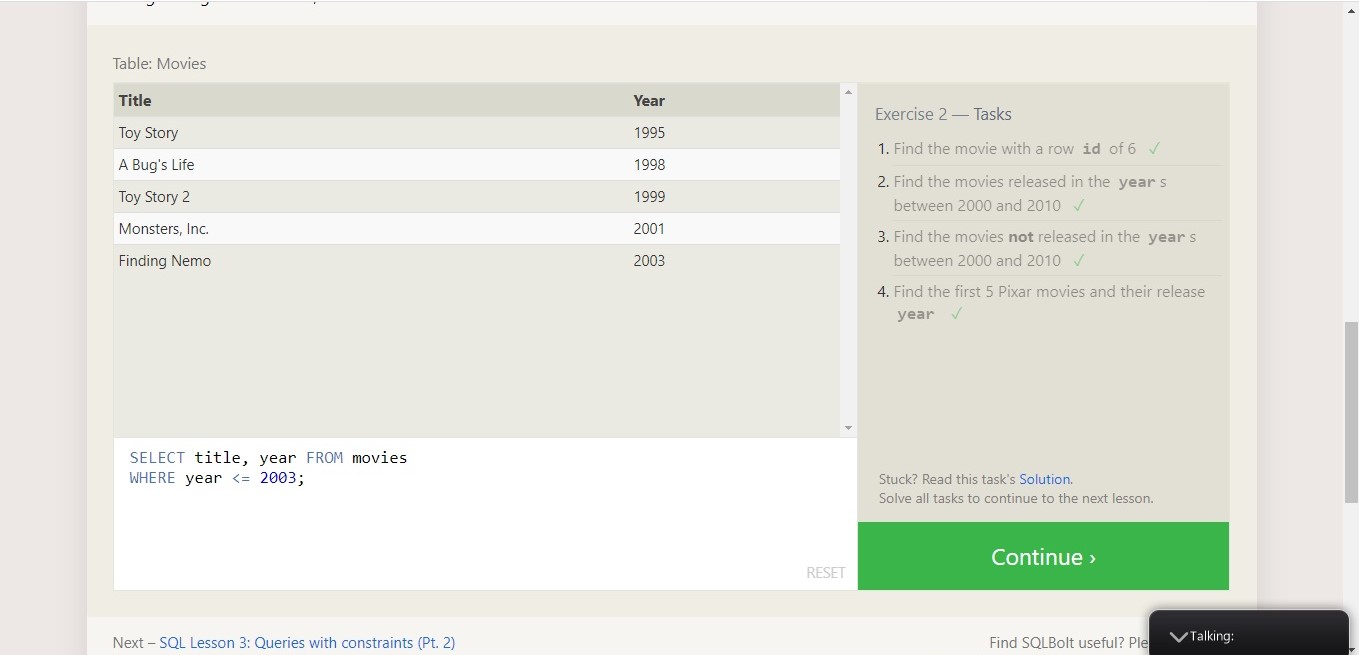 Table: Movies
Title Year
Toy Story 1995
A Bug's Life 1998
Toy Story 2 1999
Monsters, Inc. 2001
Finding Nemo 2003
SELECT title, year FROM movies
WHERE year <= 2003;
RESET
Exercise 2 — Tasks
1. Find the movie with a row id of 6 ✓
2. Find the movies released in the year s
between 2000 and 2010 ✓
3. Find the movies not released in the year s
between 2000 and 2010 ✓
4. Find the first 5 Pixar movies and their release
year ✓
Stuck? Read this task's Solution.
Solve all tasks to continue to the next lesson.
Continue ›
Next – SQL Lesson 3: Queries with constraints (Pt. 2)
Find SQLBolt useful? Ple
Talking: